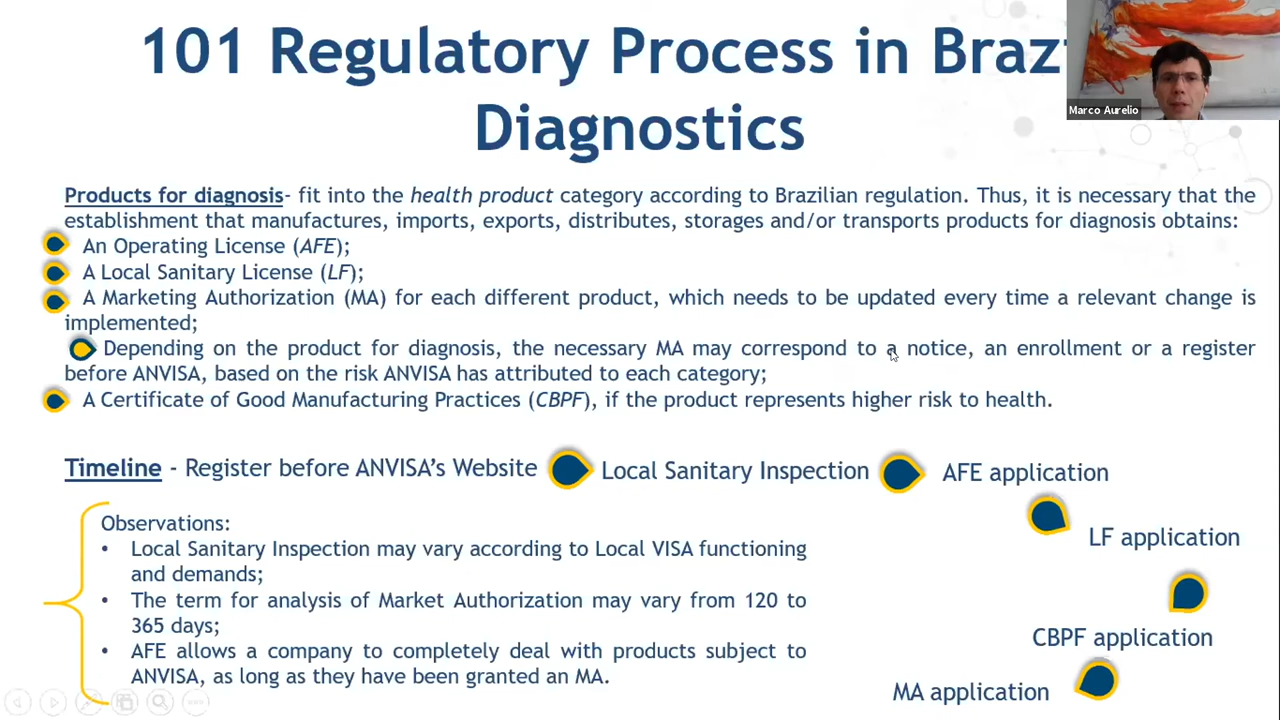 101 Regulatory Process in Braz
Diagnostics
Marco Aurelio
Products for diagnosis- fit into the health product category according to Brazilian regulation. Thus, it is necessary that the
establishment that manufactures, imports, exports, distributes, storages and/or transports products for diagnosis obtains:
An Operating License (AFE);
A Local Sanitary License (LF);
A Marketing Authorization (MA) for each different product, which needs to be updated every time a relevant change is
implemented;
Depending on the product for diagnosis, the necessary MA may correspond to a notice, an enrollment or a register
before ANVISA, based on the risk ANVISA has attributed to each category;
A Certificate of Good Manufacturing Practices (CBPF), if the product represents higher risk to health.
Timeline - Register before ANVISA's Website Local Sanitary Inspection AFE application
LF application
CBPF application
MA application
Observations:
• Local Sanitary Inspection may vary according to Local VISA functioning
and demands;
• The term for analysis of Market Authorization may vary from 120 to
365 days;
• AFE allows a company to completely deal with products subject to
ANVISA, as long as they have been granted an MA.